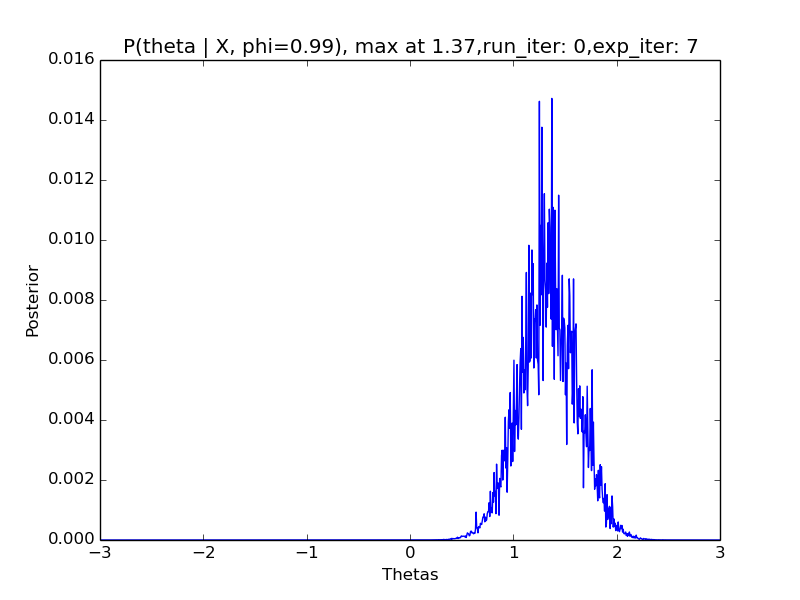 P(theta | X, phi=0.99), max at 1.37,run_iter: 0,exp_iter: 7
0.016
0.014
0.012
0.010
0.008
0.006
0.004
0.002
0.000
Posterior
−3 −2 −1 0 1 2 3
Thetas